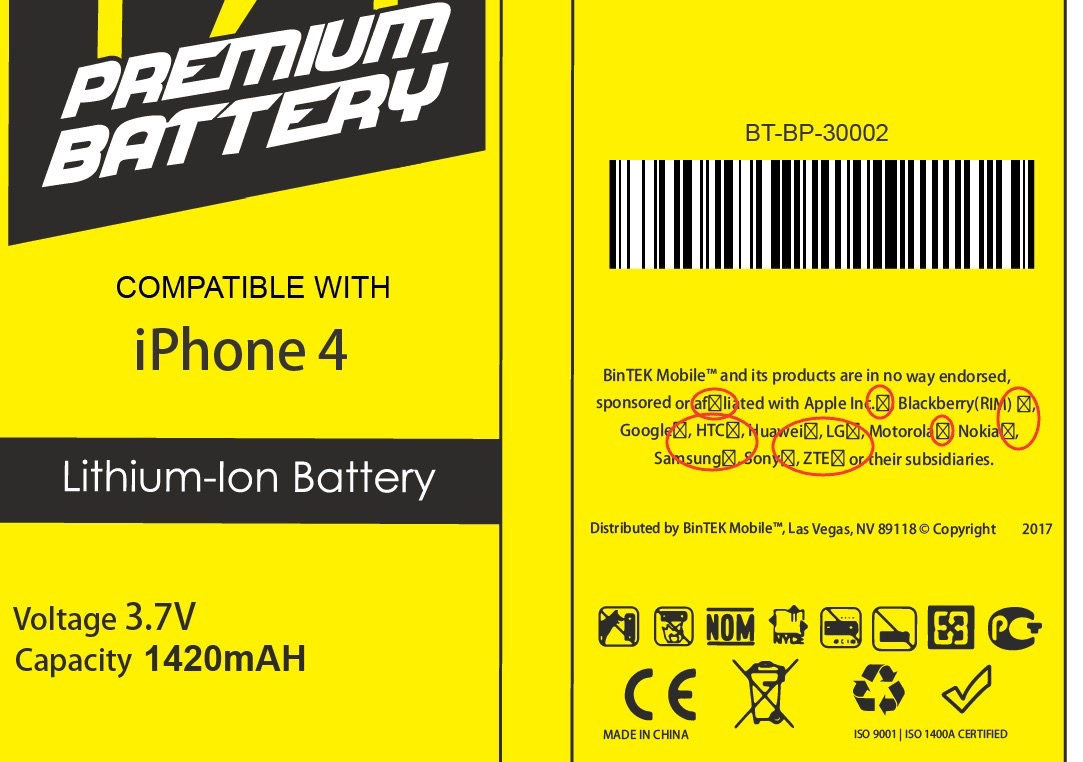 PREMIUM
BATTERY
COMPATIBLE WITH
iPhone 4
Lithium-Ion Battery
Voltage 3.7V
Capacity 1420mAH
BT-BP-30002
BinTEK Mobile™ and its products are in no way endorsed,
sponsored or af☒liated with Apple Inc.☒ Blackberry(RIM) ☒,
Google☒, HTC☒, Huawei☒, LG☒, Motorola☒ Nokia☒,
Samsung☒, Sony☒, ZTE☒ or their subsidiaries.
Distributed by BinTEK Mobile™, Las Vegas, NV 89118 © Copyright 2017
NOM
NYCE
PCT
CE
MADE IN CHINA
ISO 9001 | ISO 1400A CERTIFIED